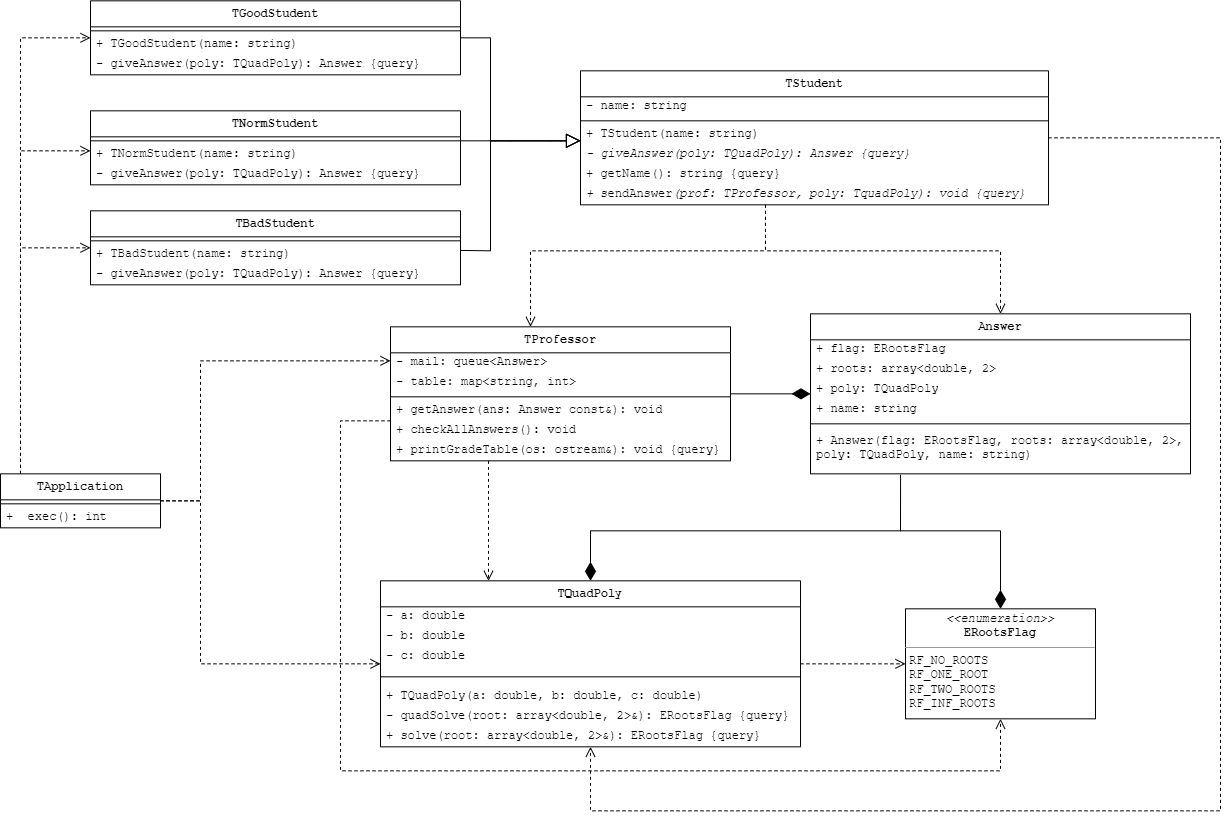 TGoodStudent
+ TGoodStudent(name: string)
- giveAnswer(poly: TQuadPoly): Answer {query}
TNormStudent
+ TNormStudent(name: string)
- giveAnswer(poly: TQuadPoly): Answer {query}
TBadStudent
+ TBadStudent(name: string)
- giveAnswer(poly: TQuadPoly): Answer {query}
TStudent
- name: string
+ TStudent(name: string)
- giveAnswer(poly: TQuadPoly): Answer {query}
+ getName(): string {query}
+ sendAnswer(prof: TProfessor, poly: TquadPoly): void {query}
TProfessor
- mail: queue<Answer>
- table: map<string, int>
+ getAnswer(ans: Answer const&): void
+ checkAllAnswers(): void
+ printGradeTable(os: ostream&): void {query}
Answer
+ flag: ERootsFlag
+ roots: array<double, 2>
+ poly: TQuadPoly
+ name: string
+ Answer(flag: ERootsFlag, roots: array<double, 2>,
poly: TQuadPoly, name: string)
TApplication
+ exec(): int
TQuadPoly
- a: double
- b: double
- c: double
+ TQuadPoly(a: double, b: double, c: double)
- quadSolve(root: array<double, 2>&): ERootsFlag {query}
+ solve(root: array<double, 2>&): ERootsFlag {query}
<<enumeration>>
ERootsFlag
RF_NO_ROOTS
RF_ONE_ROOT
RF_TWO_ROOTS
RF_INF_ROOTS